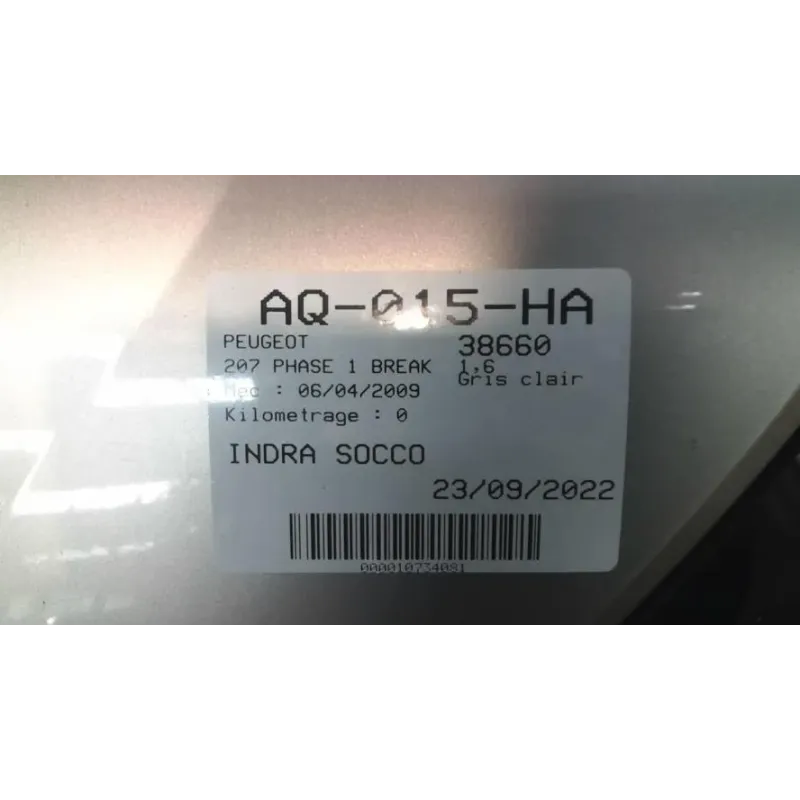 AQ-015-HA
PEUGEOT 38660
207 PHASE 1 BREAK 1,6
Mec : 06/04/2009 Gris clair
Kilometrage : 0
INDRA SOCCO
23/09/2022
000010734081